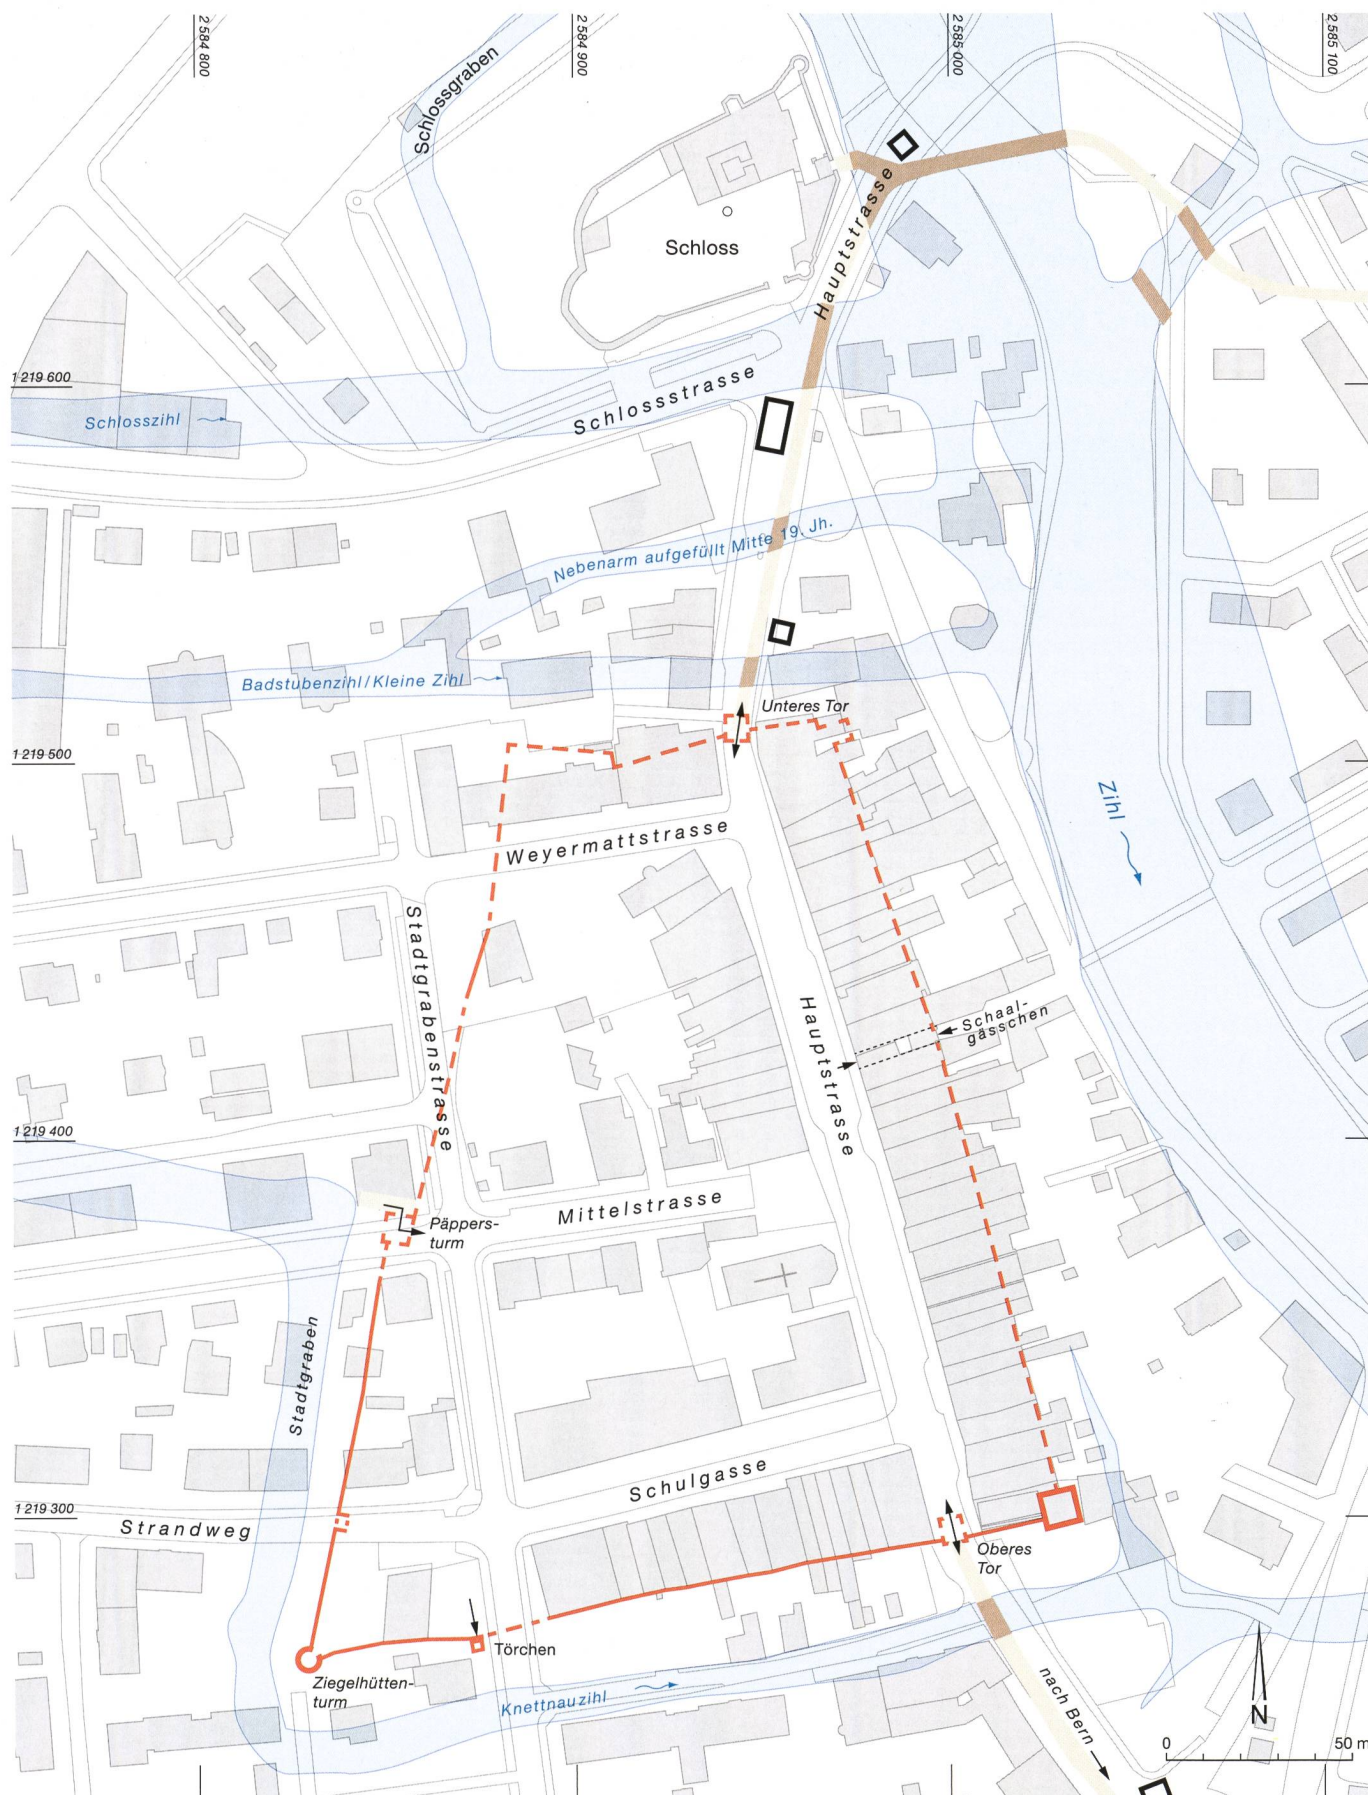 2 584 800
2 584 900
2 585 000
2 585 100
Schlossgraben
Schloss
Hauptstrasse
1 219 600
Schlosszihl
Schlossstrasse
Nebenarm aufgefüllt Mitte 19. Jh.
Badstubenzihl/Kleine Zihl
Unteres Tor
1 219 500
Zihl
Weyermattstrasse
Stadtgrabenstrasse
Hauptstrasse
Schaal-
gässchen
1 219 400
Mittelstrasse
Päppers-
turm
Stadtgraben
Schulgasse
1 219 300
Strandweg
Oberes
Tor
Törchen
Ziegelhütten-
turm
Knettnauzihl
nach Bern
N
0 50 m